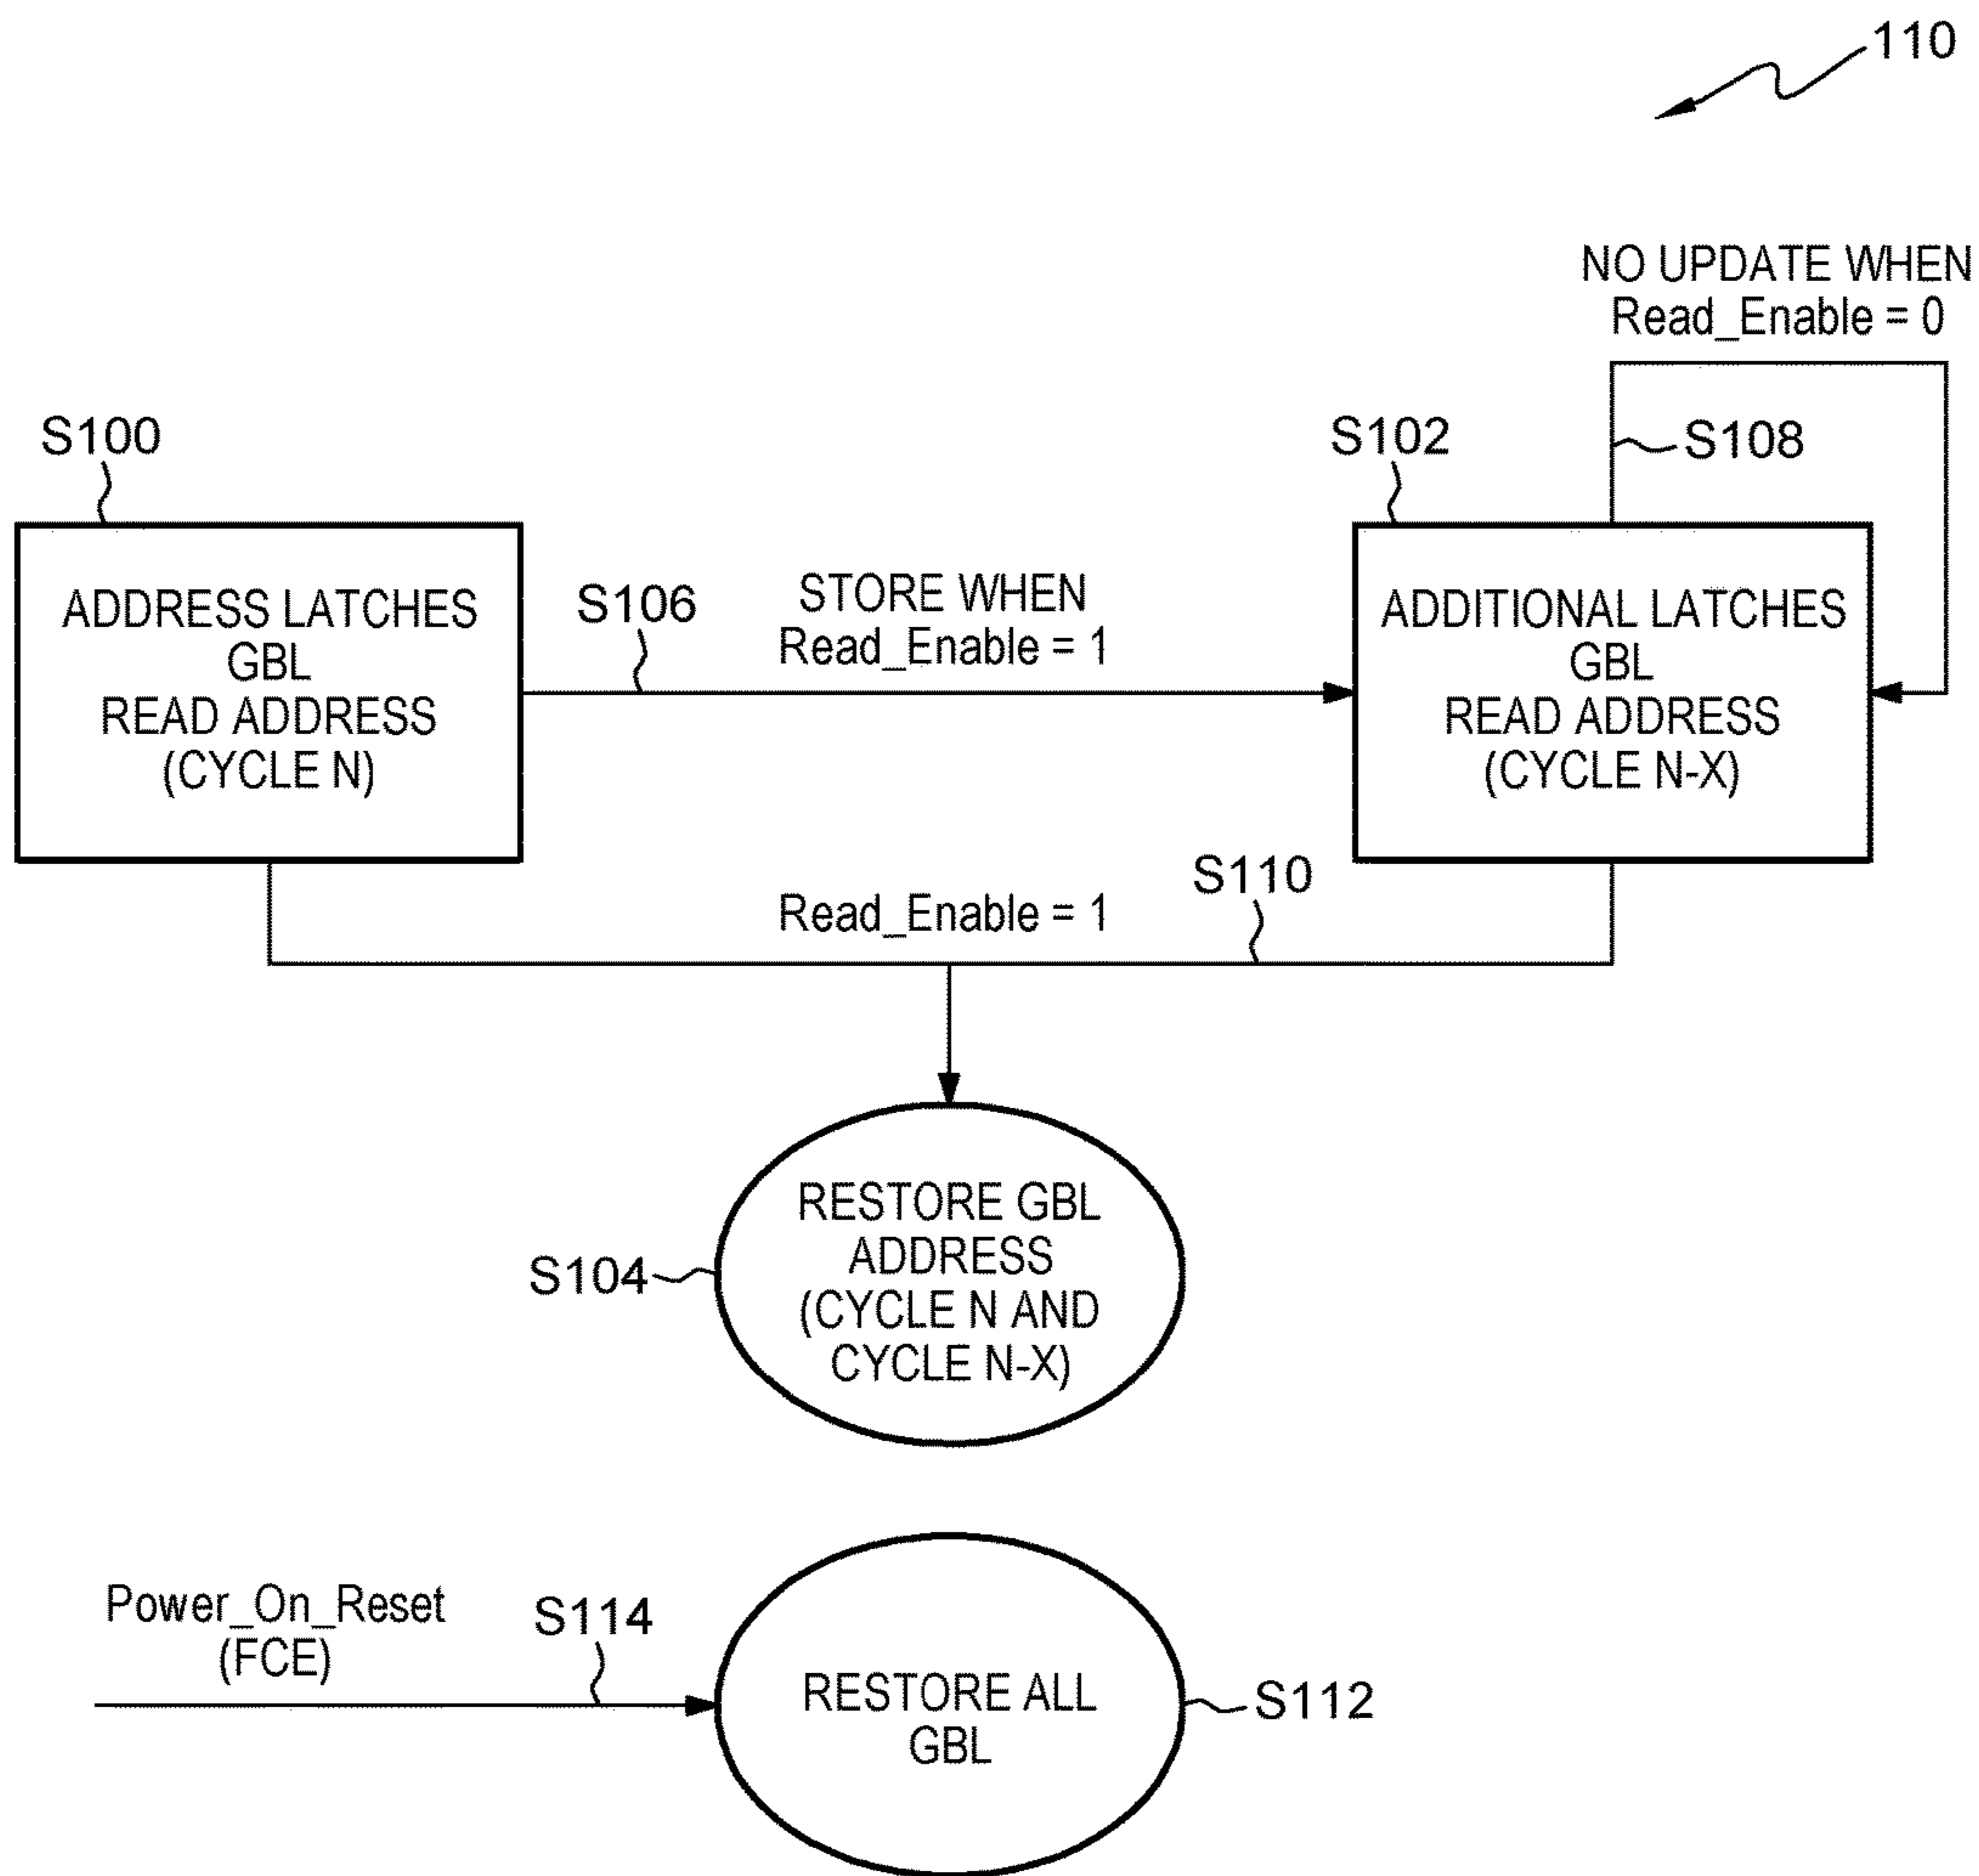 110
NO UPDATE WHEN
Read_Enable = 0
S100
S102
S108
ADDRESS LATCHES
GBL
READ ADDRESS
(CYCLE N)
S106
STORE WHEN
Read_Enable = 1
ADDITIONAL LATCHES
GBL
READ ADDRESS
(CYCLE N-X)
Read_Enable = 1
S110
RESTORE GBL
ADDRESS
(CYCLE N AND
CYCLE N-X)
S104
Power_On_Reset
(FCE)
S114
RESTORE ALL
GBL
S112